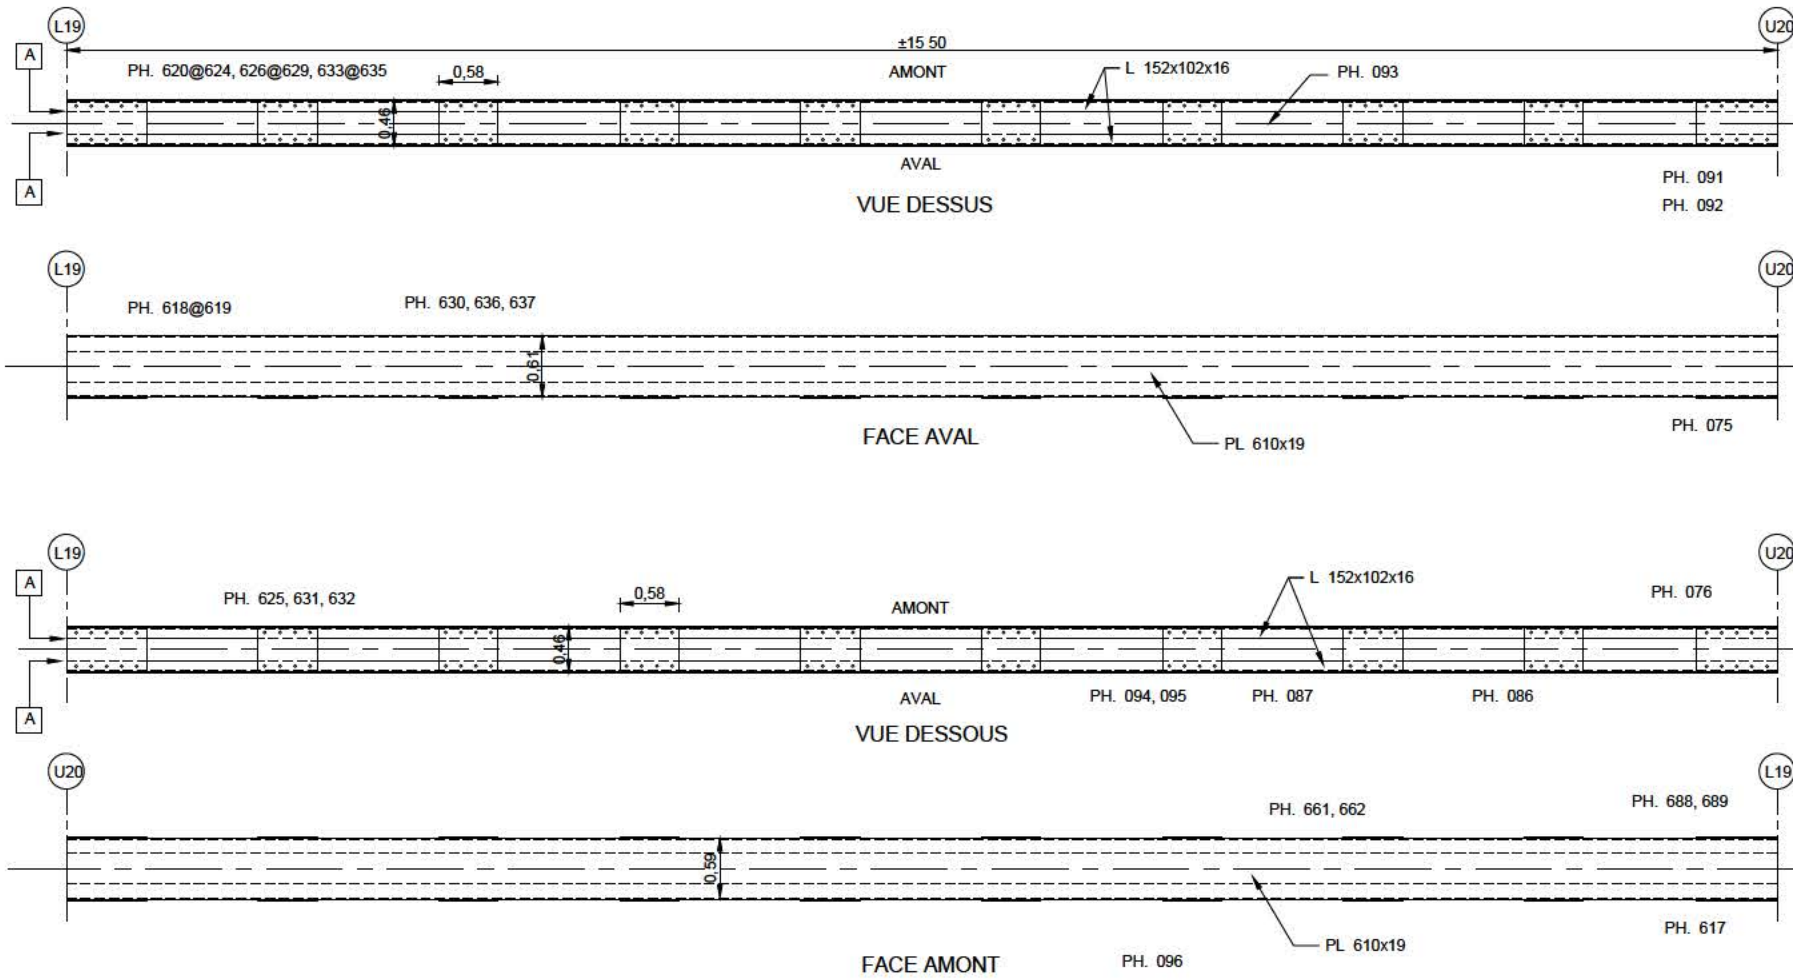 L19
U20
±15 50
A
PH. 620@624, 626@629, 633@635
0,58
AMONT
L 152x102x16
PH. 093
0,46
A
AVAL
PH. 091
VUE DESSUS
PH. 092
L19
U20
PH. 618@619
PH. 630, 636, 637
0,61
PH. 075
FACE AVAL
PL 610x19
L19
U20
A
PH. 625, 631, 632
0,58
AMONT
L 152x102x16
PH. 076
0,46
A
AVAL
PH. 094, 095
PH. 087
PH. 086
VUE DESSOUS
U20
L19
PH. 661, 662
PH. 688, 689
0,59
PH. 617
PL 610x19
FACE AMONT
PH. 096